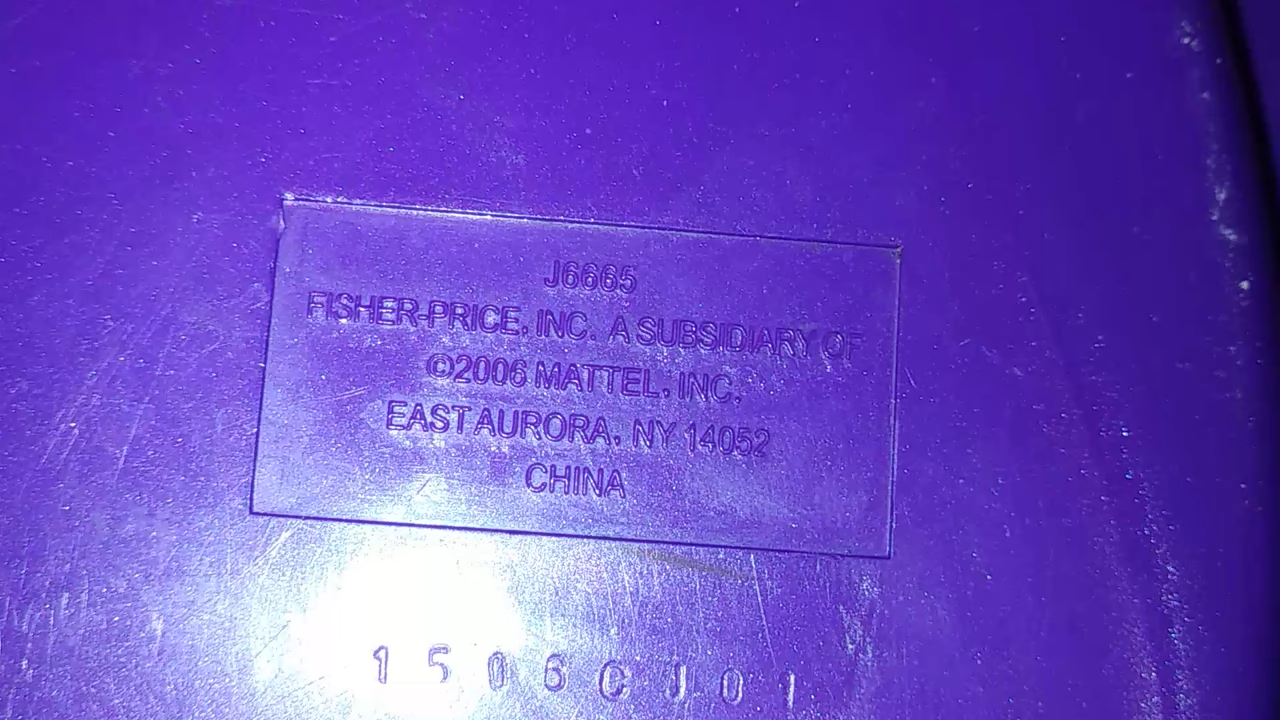 J6665
FISHER-PRICE, INC. A SUBSIDIARY OF
©2006 MATTEL, INC.
EAST AURORA, NY 14052
CHINA
1506CJ01